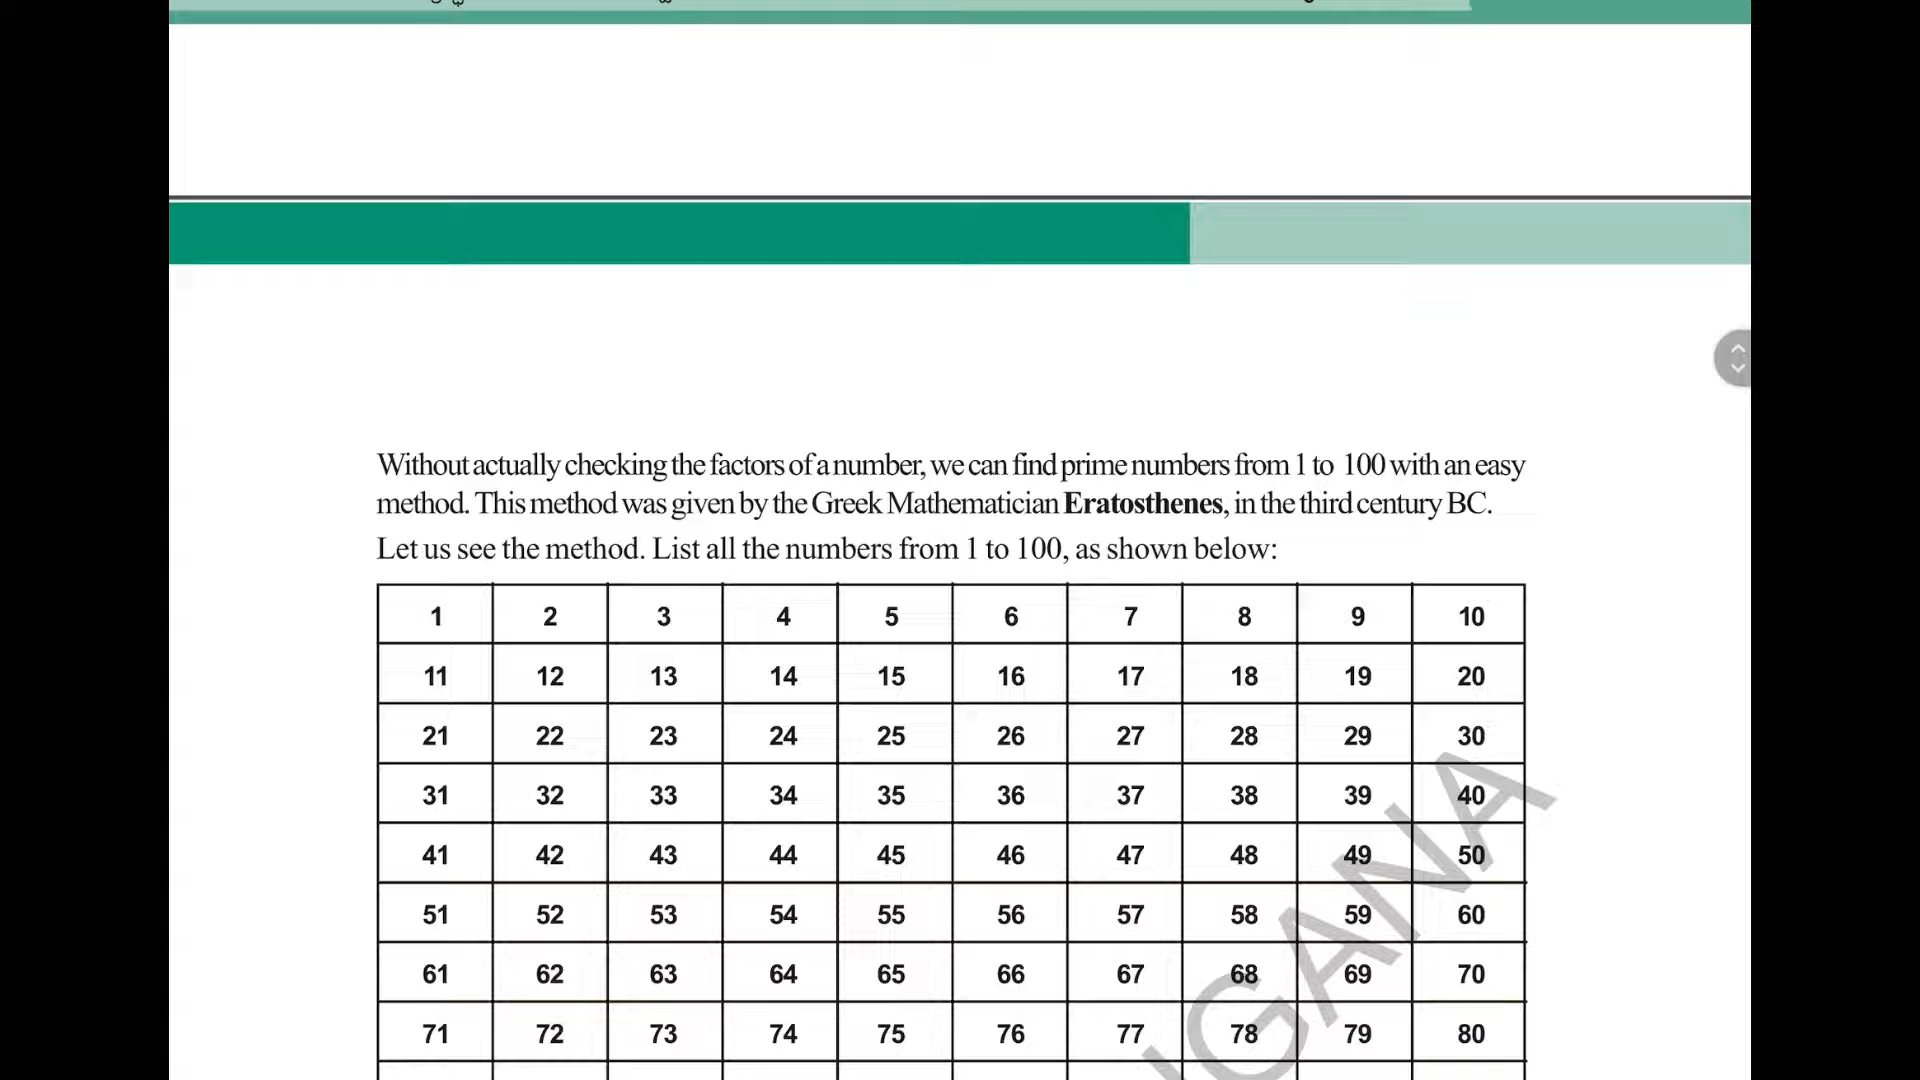 Without actually checking the factors of a number, we can find prime numbers from 1 to 100 with an easy
method. This method was given by the Greek Mathematician Eratosthenes, in the third century BC.
Let us see the method. List all the numbers from 1 to 100, as shown below:
1 2 3 4 5 6 7 8 9 10
11 12 13 14 15 16 17 18 19 20
21 22 23 24 25 26 27 28 29 30
31 32 33 34 35 36 37 38 39 40
41 42 43 44 45 46 47 48 49 50
51 52 53 54 55 56 57 58 59 60
61 62 63 64 65 66 67 68 69 70
71 72 73 74 75 76 77 78 79 80
GANA